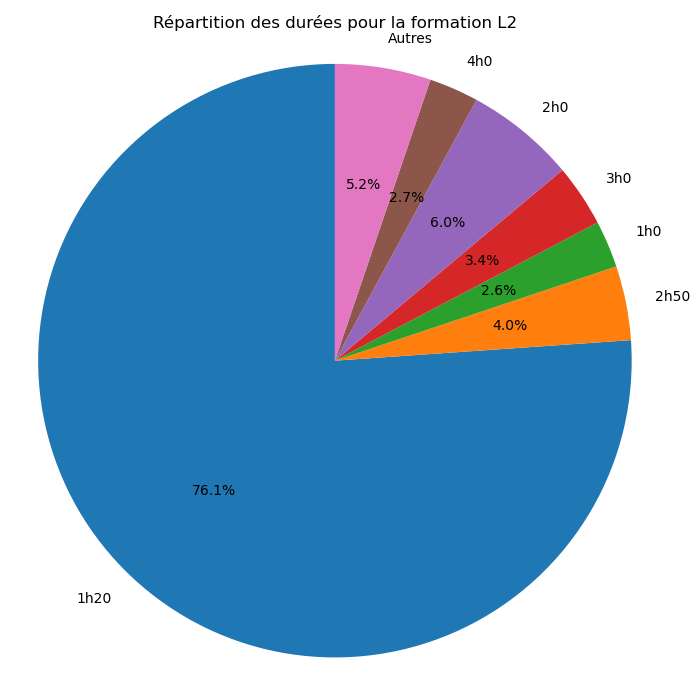 Répartition des durées pour la formation L2
Autres
4h0
2h0
3h0
1h0
2h50
1h20
5.2%
2.7%
6.0%
3.4%
2.6%
4.0%
76.1%